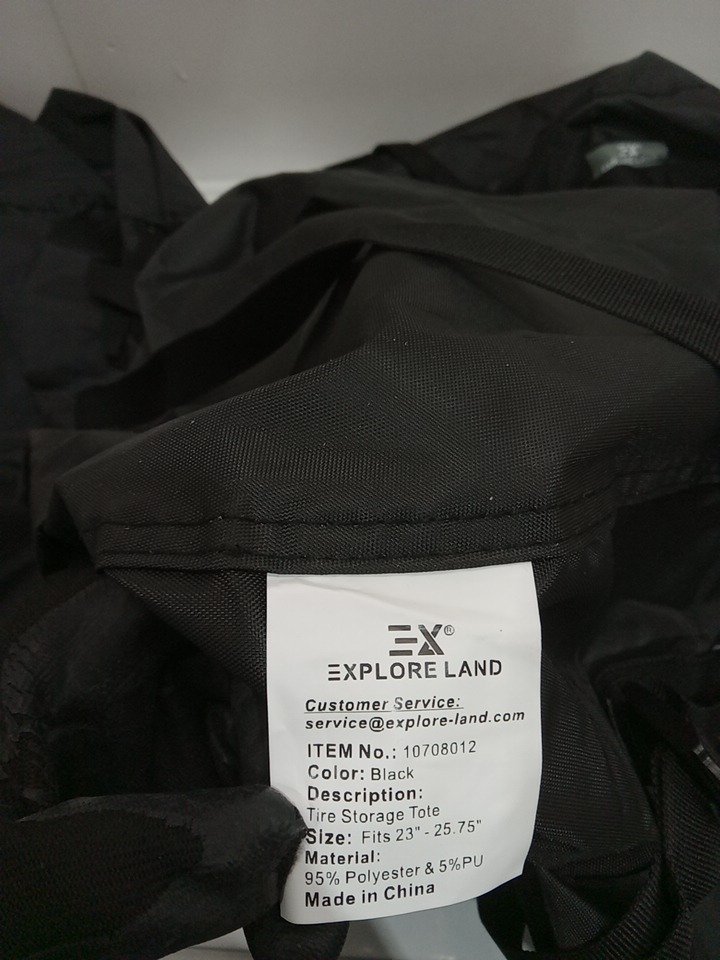 EX®
EXPLORE LAND
Customer Service:
service@explore-land.com
ITEM No.: 10708012
Color: Black
Description:
Tire Storage Tote
Size: Fits 23" - 25.75"
Material:
95% Polyester & 5%PU
Made in China